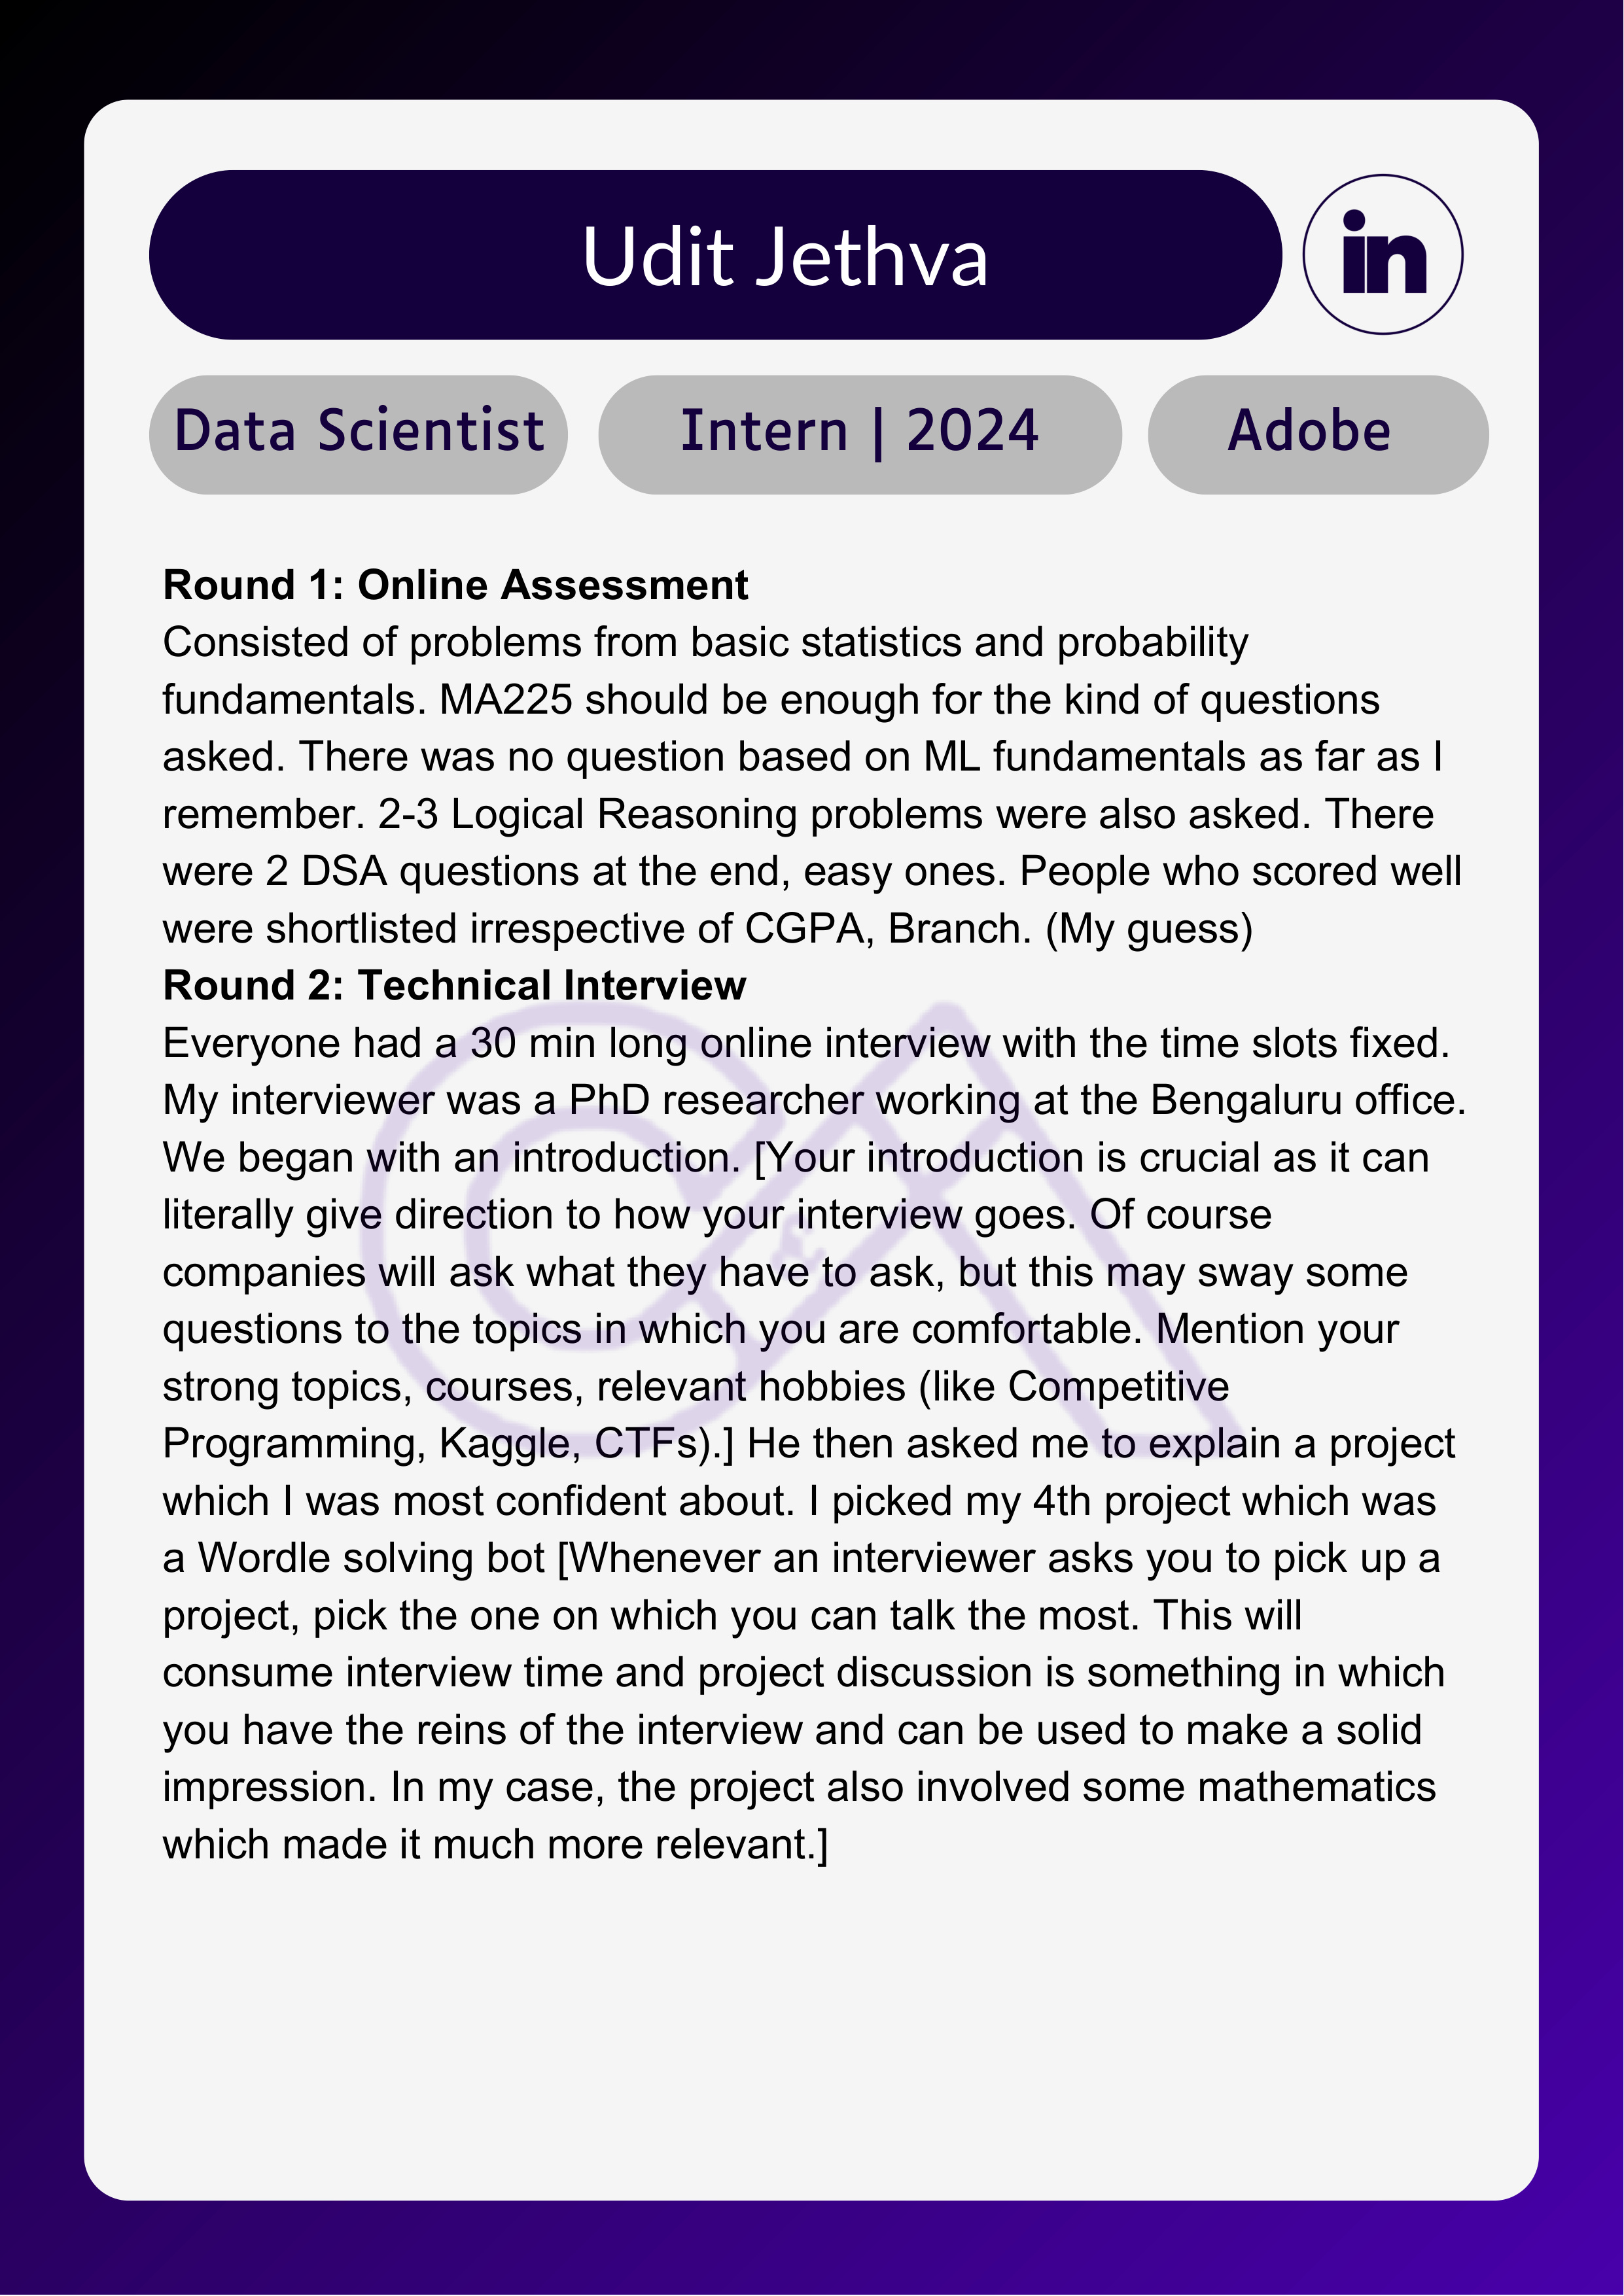 Udit Jethva
in
Data Scientist
Intern | 2024
Adobe
Round 1: Online Assessment
Consisted of problems from basic statistics and probability
fundamentals. MA225 should be enough for the kind of questions
asked. There was no question based on ML fundamentals as far as I
remember. 2-3 Logical Reasoning problems were also asked. There
were 2 DSA questions at the end, easy ones. People who scored well
were shortlisted irrespective of CGPA, Branch. (My guess)
Round 2: Technical Interview
Everyone had a 30 min long online interview with the time slots fixed.
My interviewer was a PhD researcher working at the Bengaluru office.
We began with an introduction. [Your introduction is crucial as it can
literally give direction to how your interview goes. Of course
companies will ask what they have to ask, but this may sway some
questions to the topics in which you are comfortable. Mention your
strong topics, courses, relevant hobbies (like Competitive
Programming, Kaggle, CTFs).] He then asked me to explain a project
which I was most confident about. I picked my 4th project which was
a Wordle solving bot [Whenever an interviewer asks you to pick up a
project, pick the one on which you can talk the most. This will
consume interview time and project discussion is something in which
you have the reins of the interview and can be used to make a solid
impression. In my case, the project also involved some mathematics
which made it much more relevant.]